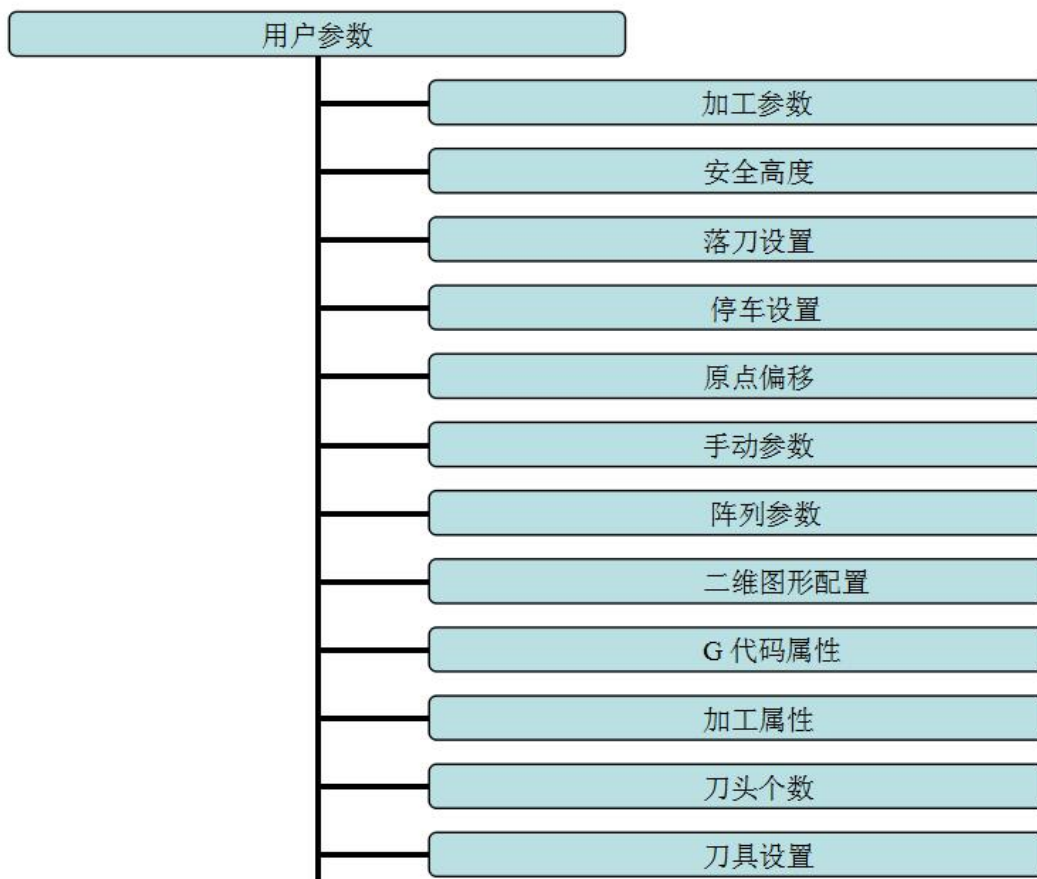 用户参数
加工参数
安全高度
落刀设置
停车设置
原点偏移
手动参数
阵列参数
二维图形配置
G 代码属性
加工属性
刀头个数
刀具设置